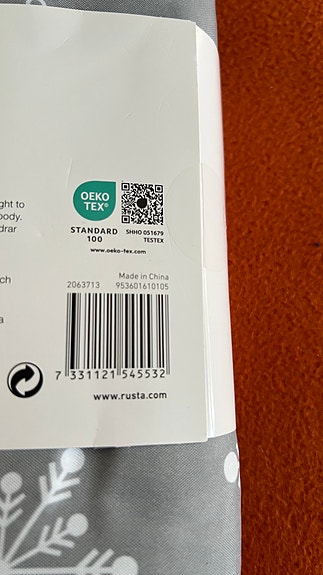 OEKO
TEX®
STANDARD
100
SHHO 051679
TESTEX
www.oeko-tex.com
ght to
body.
drar
ch
a
Made in China
2063713 953601610105
7 331121 545532
www.rusta.com